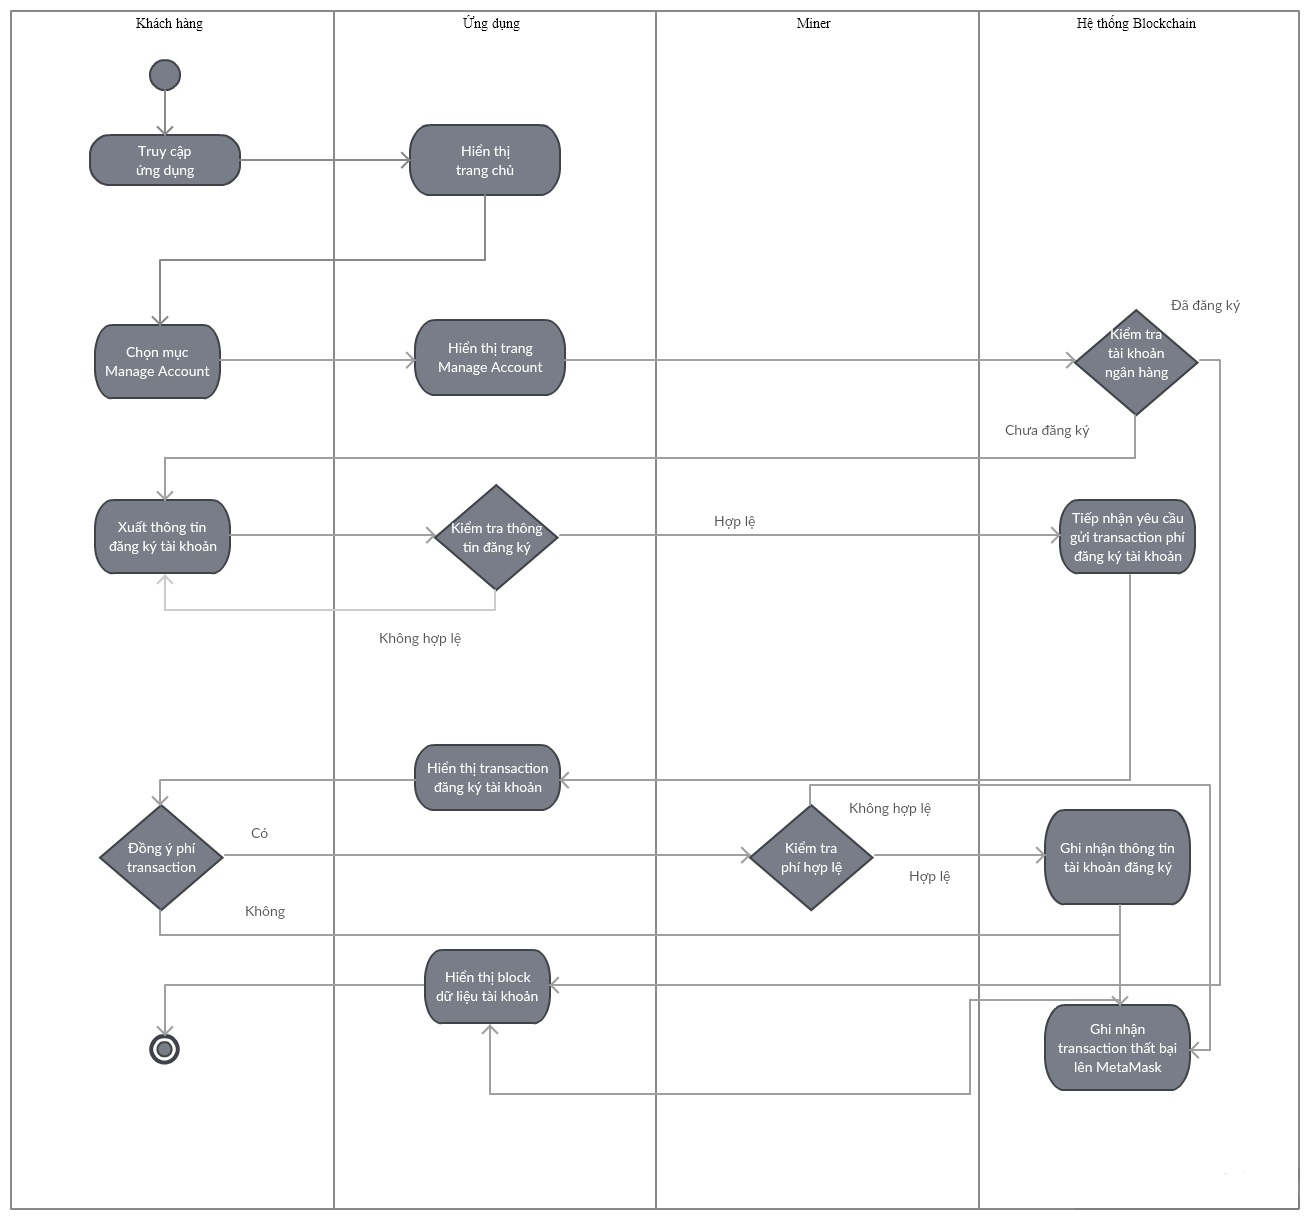 Khách hàng
Ứng dụng
Miner
Hệ thống Blockchain
Truy cập
ứng dụng
Hiển thị
trang chủ
Đã đăng ký
Chọn mục
Manage Account
Hiển thị trang
Manage Account
Kiểm tra
tài khoản
ngân hàng
Chưa đăng ký
Xuất thông tin
đăng ký tài khoản
Kiểm tra thông
tin đăng ký
Hợp lệ
Tiếp nhận yêu cầu
gửi transaction phí
đăng ký tài khoản
Không hợp lệ
Hiển thị transaction
đăng ký tài khoản
Không hợp lệ
Có
Đồng ý phí
transaction
Kiểm tra
phí hợp lệ
Hợp lệ
Ghi nhận thông tin
tài khoản đăng ký
Không
Hiển thị block
dữ liệu tài khoản
Ghi nhận
transaction thất bại
lên MetaMask